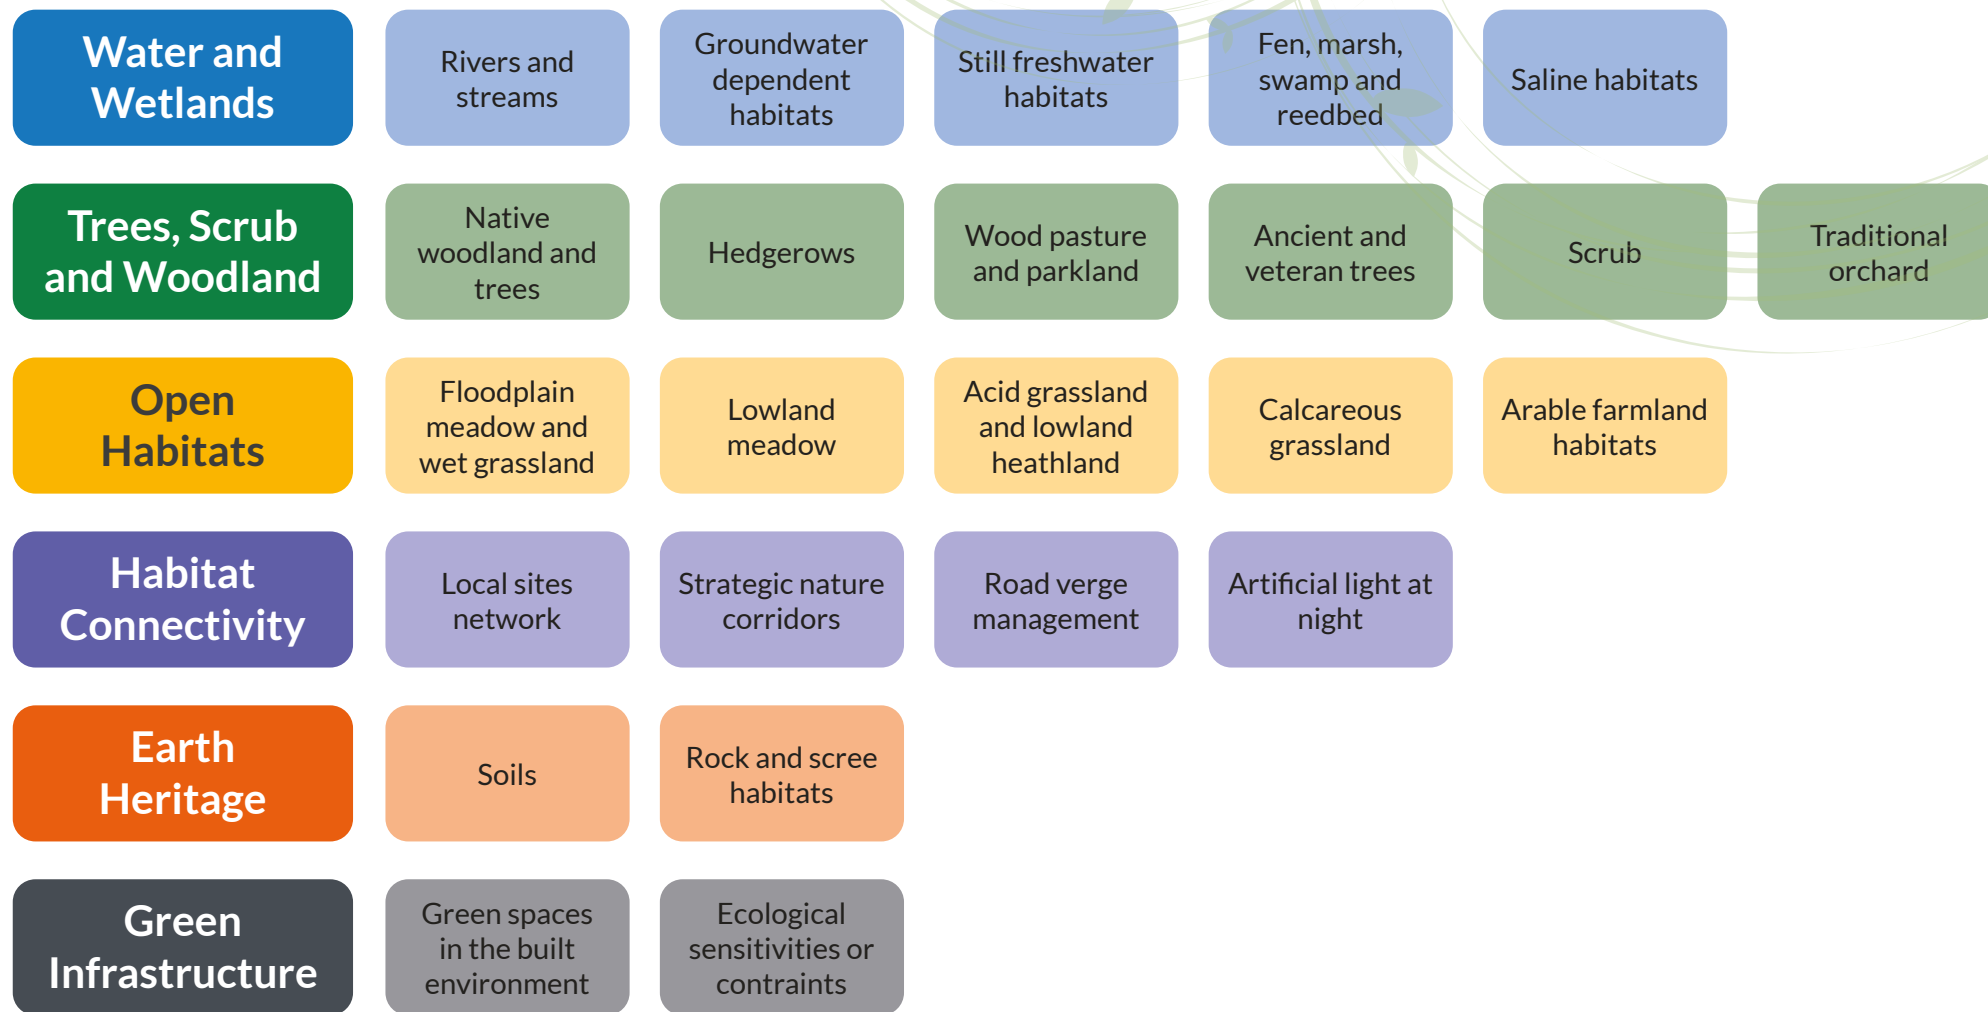 Water and
Wetlands
Rivers and
streams
Groundwater
dependent
habitats
Still freshwater
habitats
Fen, marsh,
swamp and
reedbed
Saline habitats
Trees, Scrub
and Woodland
Native
woodland and
trees
Hedgerows
Wood pasture
and parkland
Ancient and
veteran trees
Scrub
Traditional
orchard
Open
Habitats
Floodplain
meadow and
wet grassland
Lowland
meadow
Acid grassland
and lowland
heathland
Calcareous
grassland
Arable farmland
habitats
Habitat
Connectivity
Local sites
network
Strategic nature
corridors
Road verge
management
Artificial light at
night
Earth
Heritage
Soils
Rock and scree
habitats
Green
Infrastructure
Green spaces
in the built
environment
Ecological
sensitivities or
contraints